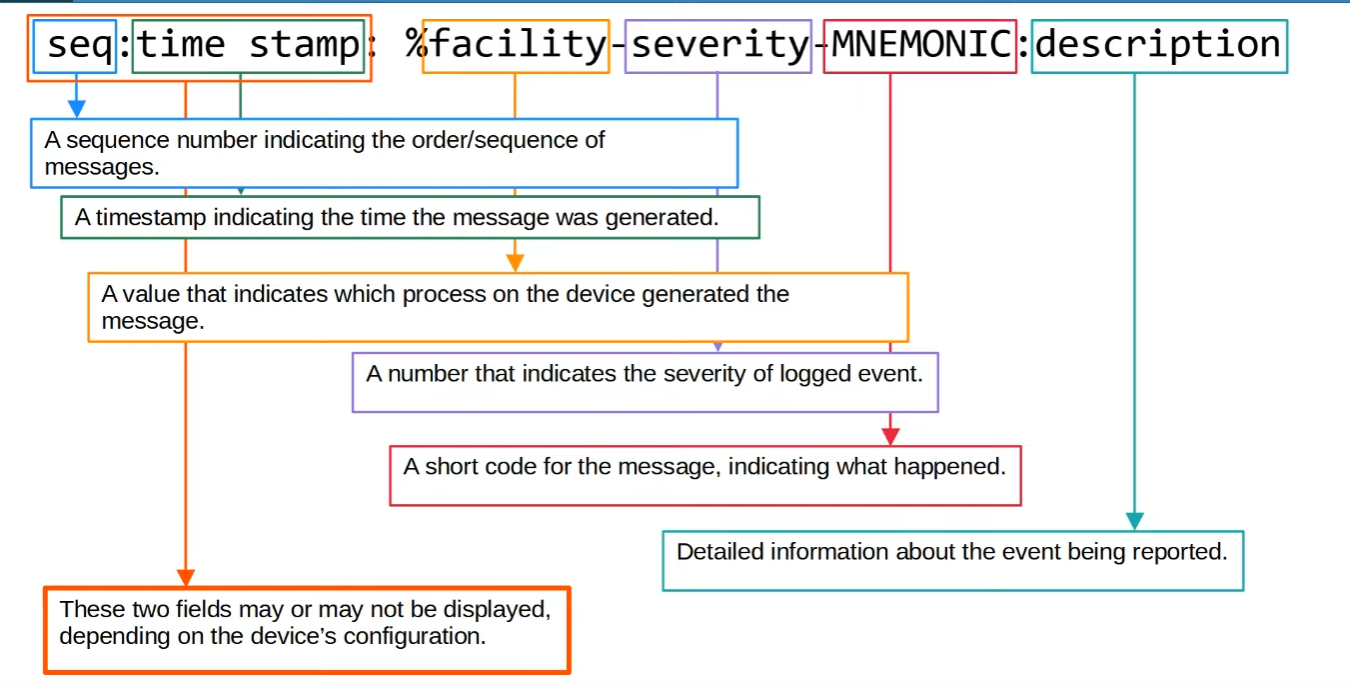 seq:time stamp: %facility-severity-MNEMONIC:description
A sequence number indicating the order/sequence of
messages.
A timestamp indicating the time the message was generated.
A value that indicates which process on the device generated the
message.
A number that indicates the severity of logged event.
A short code for the message, indicating what happened.
Detailed information about the event being reported.
These two fields may or may not be displayed,
depending on the device’s configuration.